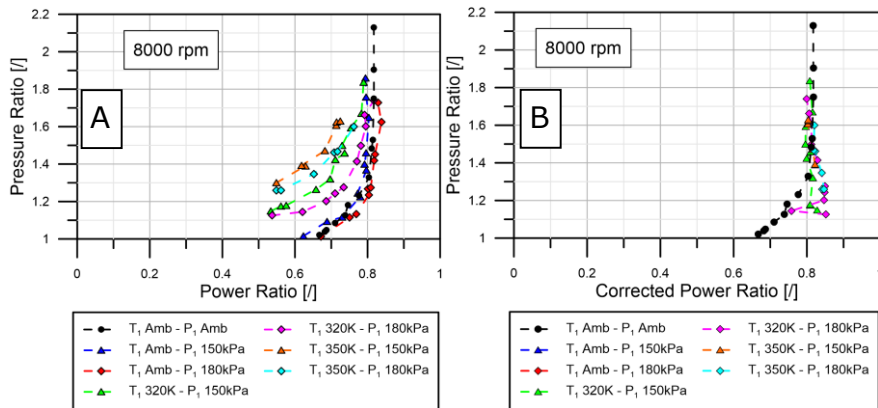 2.2
2
1.8
1.6
1.4
1.2
1
Pressure Ratio [/]
8000 rpm
A
0 0.2 0.4 0.6 0.8 1
Power Ratio [/]
T₁ Amb - P₁ Amb
T₁ Amb - P₁ 150kPa
T₁ Amb - P₁ 180kPa
T₁ 320K - P₁ 150kPa
T₁ 320K - P₁ 180kPa
T₁ 350K - P₁ 150kPa
T₁ 350K - P₁ 180kPa
2.2
2
1.8
1.6
1.4
1.2
1
Pressure Ratio [/]
8000 rpm
B
0 0.2 0.4 0.6 0.8 1
Corrected Power Ratio [/]
T₁ Amb - P₁ Amb
T₁ Amb - P₁ 150kPa
T₁ Amb - P₁ 180kPa
T₁ 320K - P₁ 150kPa
T₁ 320K - P₁ 180kPa
T₁ 350K - P₁ 150kPa
T₁ 350K - P₁ 180kPa